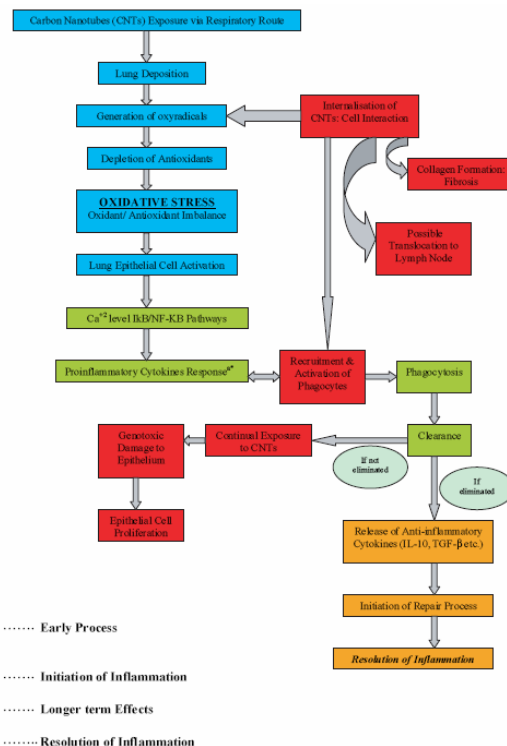 Carbon Nanotubes (CNTs) Exposure via Respiratory Route
Lung Deposition
Generation of oxyradicals
Internalisation of
CNTs: Cell Interaction
Depletion of Antioxidants
Collagen Formation:
Fibrosis
OXIDATIVE STRESS
Oxidant/ Antioxidant Imbalance
Possible
Translocation to
Lymph Node
Lung Epithelial Cell Activation
Ca⁺² level IkB/NF-KB Pathways
Proinflammatory Cytokines Response
Recruitment &
Activation of
Phagocytes
Phagocytosis
Genotoxic
Damage to
Epithelium
Continual Exposure
to CNTs
Clearance
If not
eliminated
If
eliminated
Epithelial Cell
Proliferation
Release of Anti-inflammatory
Cytokines (IL-10, TGF-β etc.)
Initiation of Repair Process
Resolution of Inflammation
....... Early Process
....... Initiation of Inflammation
....... Longer term Effects
....... Resolution of Inflammation